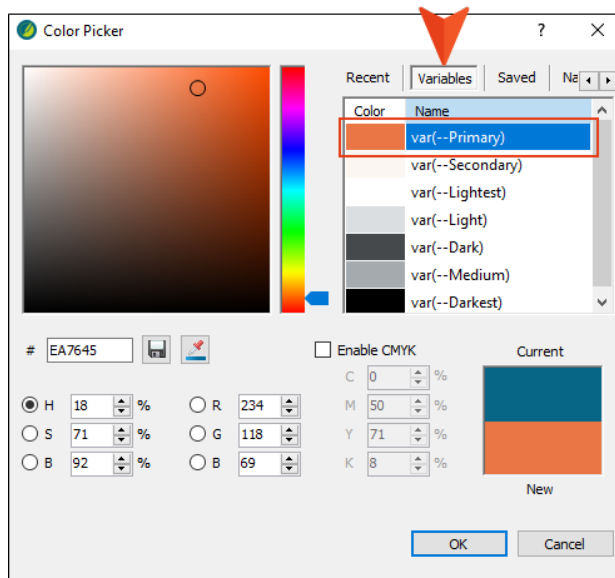 Color Picker ? ×
Recent Variables Saved Na
Color Name
var(--Primary)
var(--Secondary)
var(--Lightest)
var(--Light)
var(--Dark)
var(--Medium)
var(--Darkest)
# EA7645
Enable CMYK
Current
C 0 %
H 18 % R 234 M 50 %
S 71 % G 118 Y 71 %
B 92 % B 69 K 8 %
New
OK Cancel